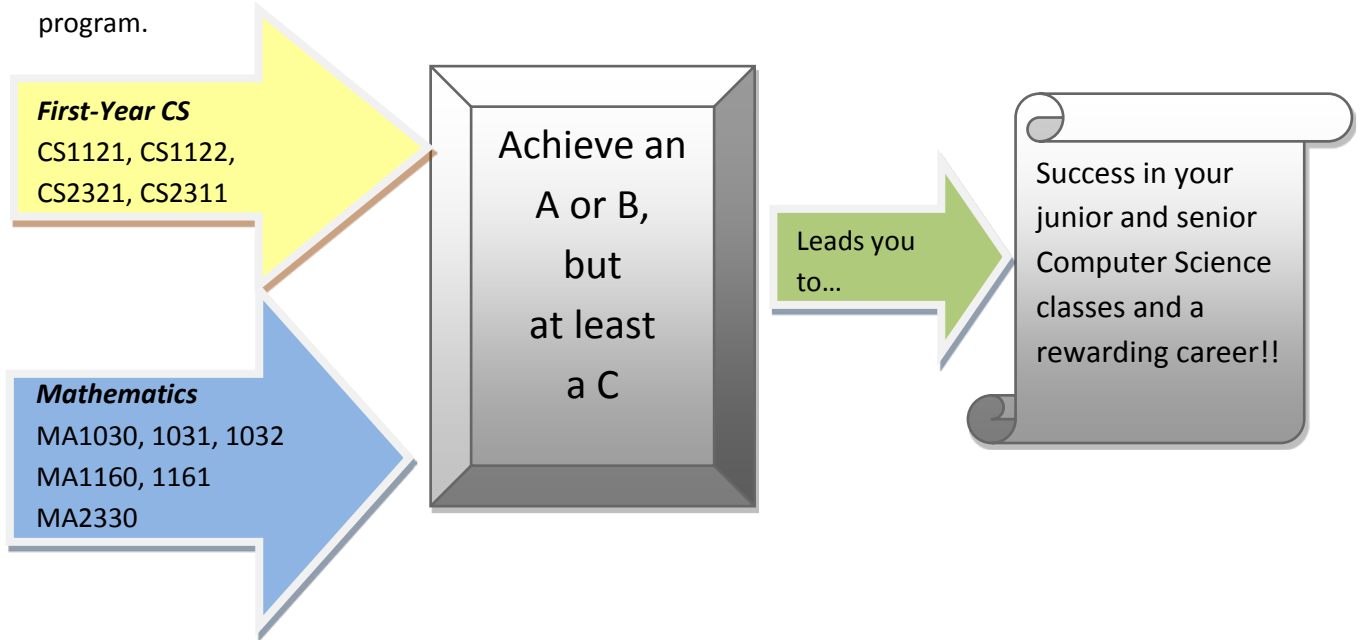 program.
First-Year CS
CS1121, CS1122,
CS2321, CS2311
Mathematics
MA1030, 1031, 1032
MA1160, 1161
MA2330
Achieve an
A or B,
but
at least
a C
Leads you
to…
Success in your
junior and senior
Computer Science
classes and a
rewarding career!!